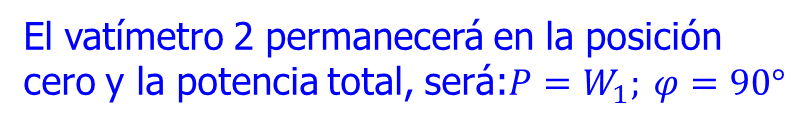 El vatímetro 2 permanecerá en la posición
cero y la potencia total, será:P = W₁; φ = 90°